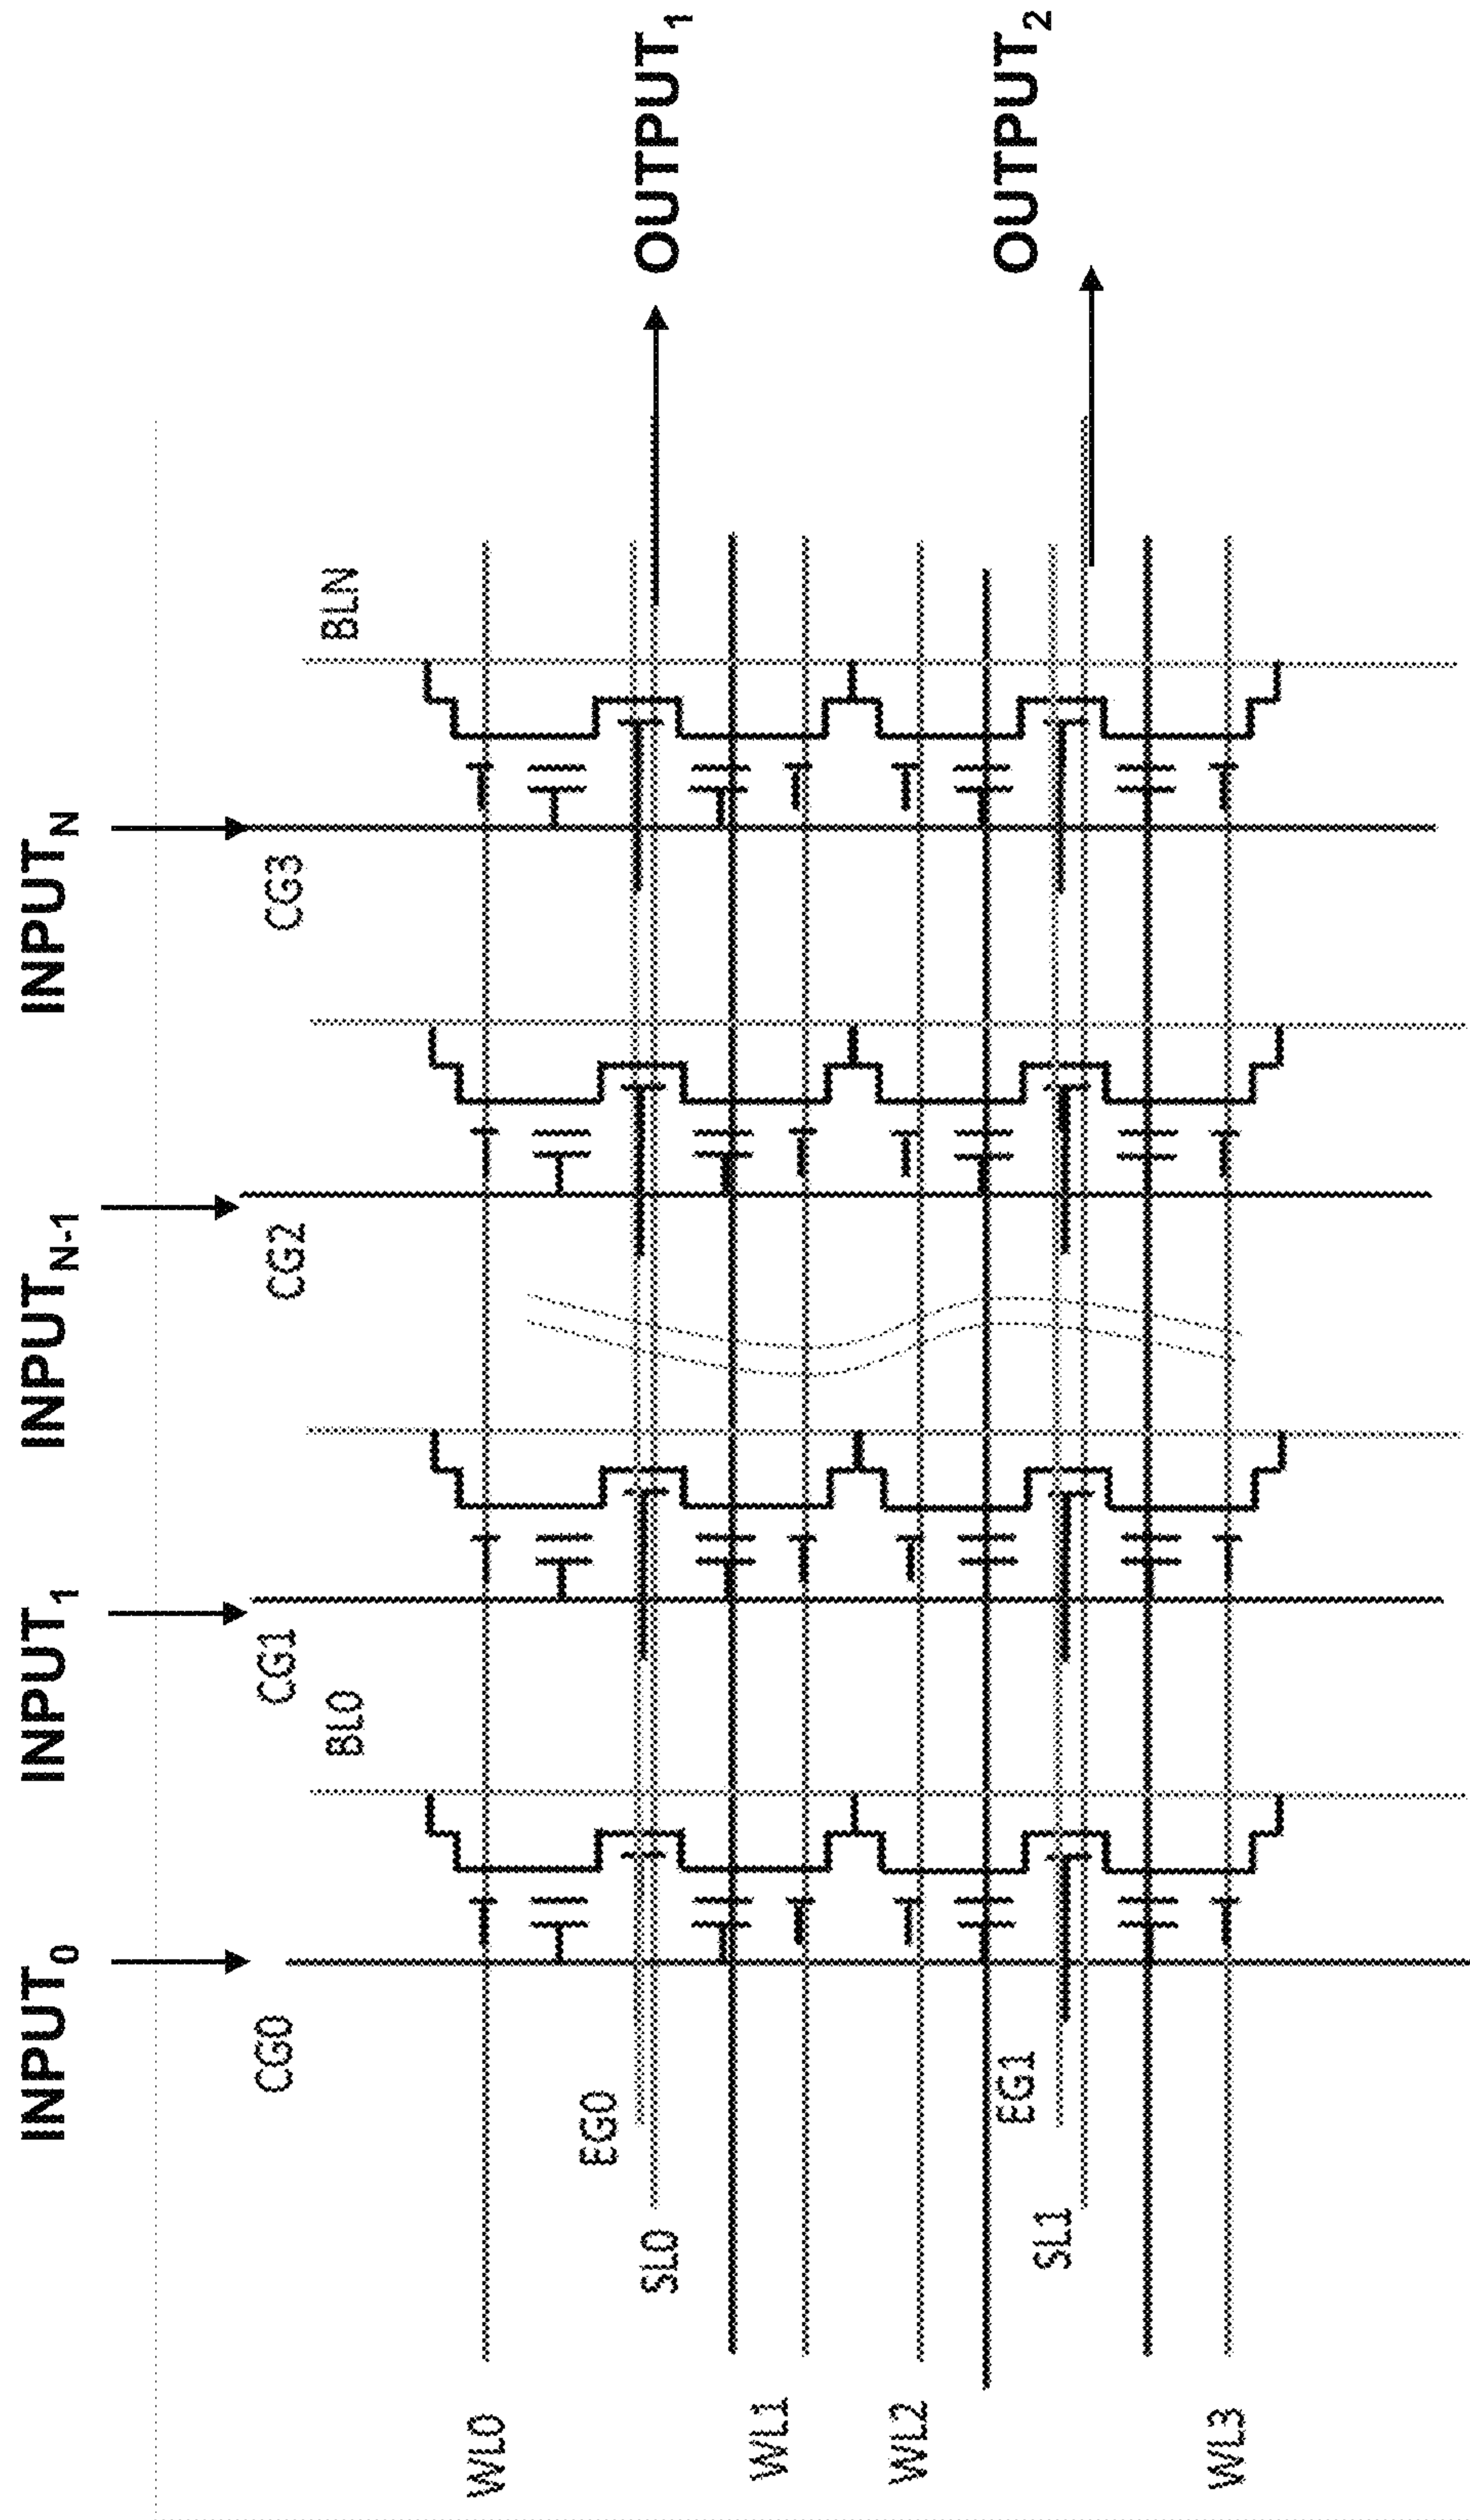 INPUT0
INPUT1
INPUTN-1
INPUTN
CG0
CG1
CG2
CG3
BL0
BLN
WL0
EG0
SL0
OUTPUT1
WL1
WL2
EG1
SL1
OUTPUT2
WL3